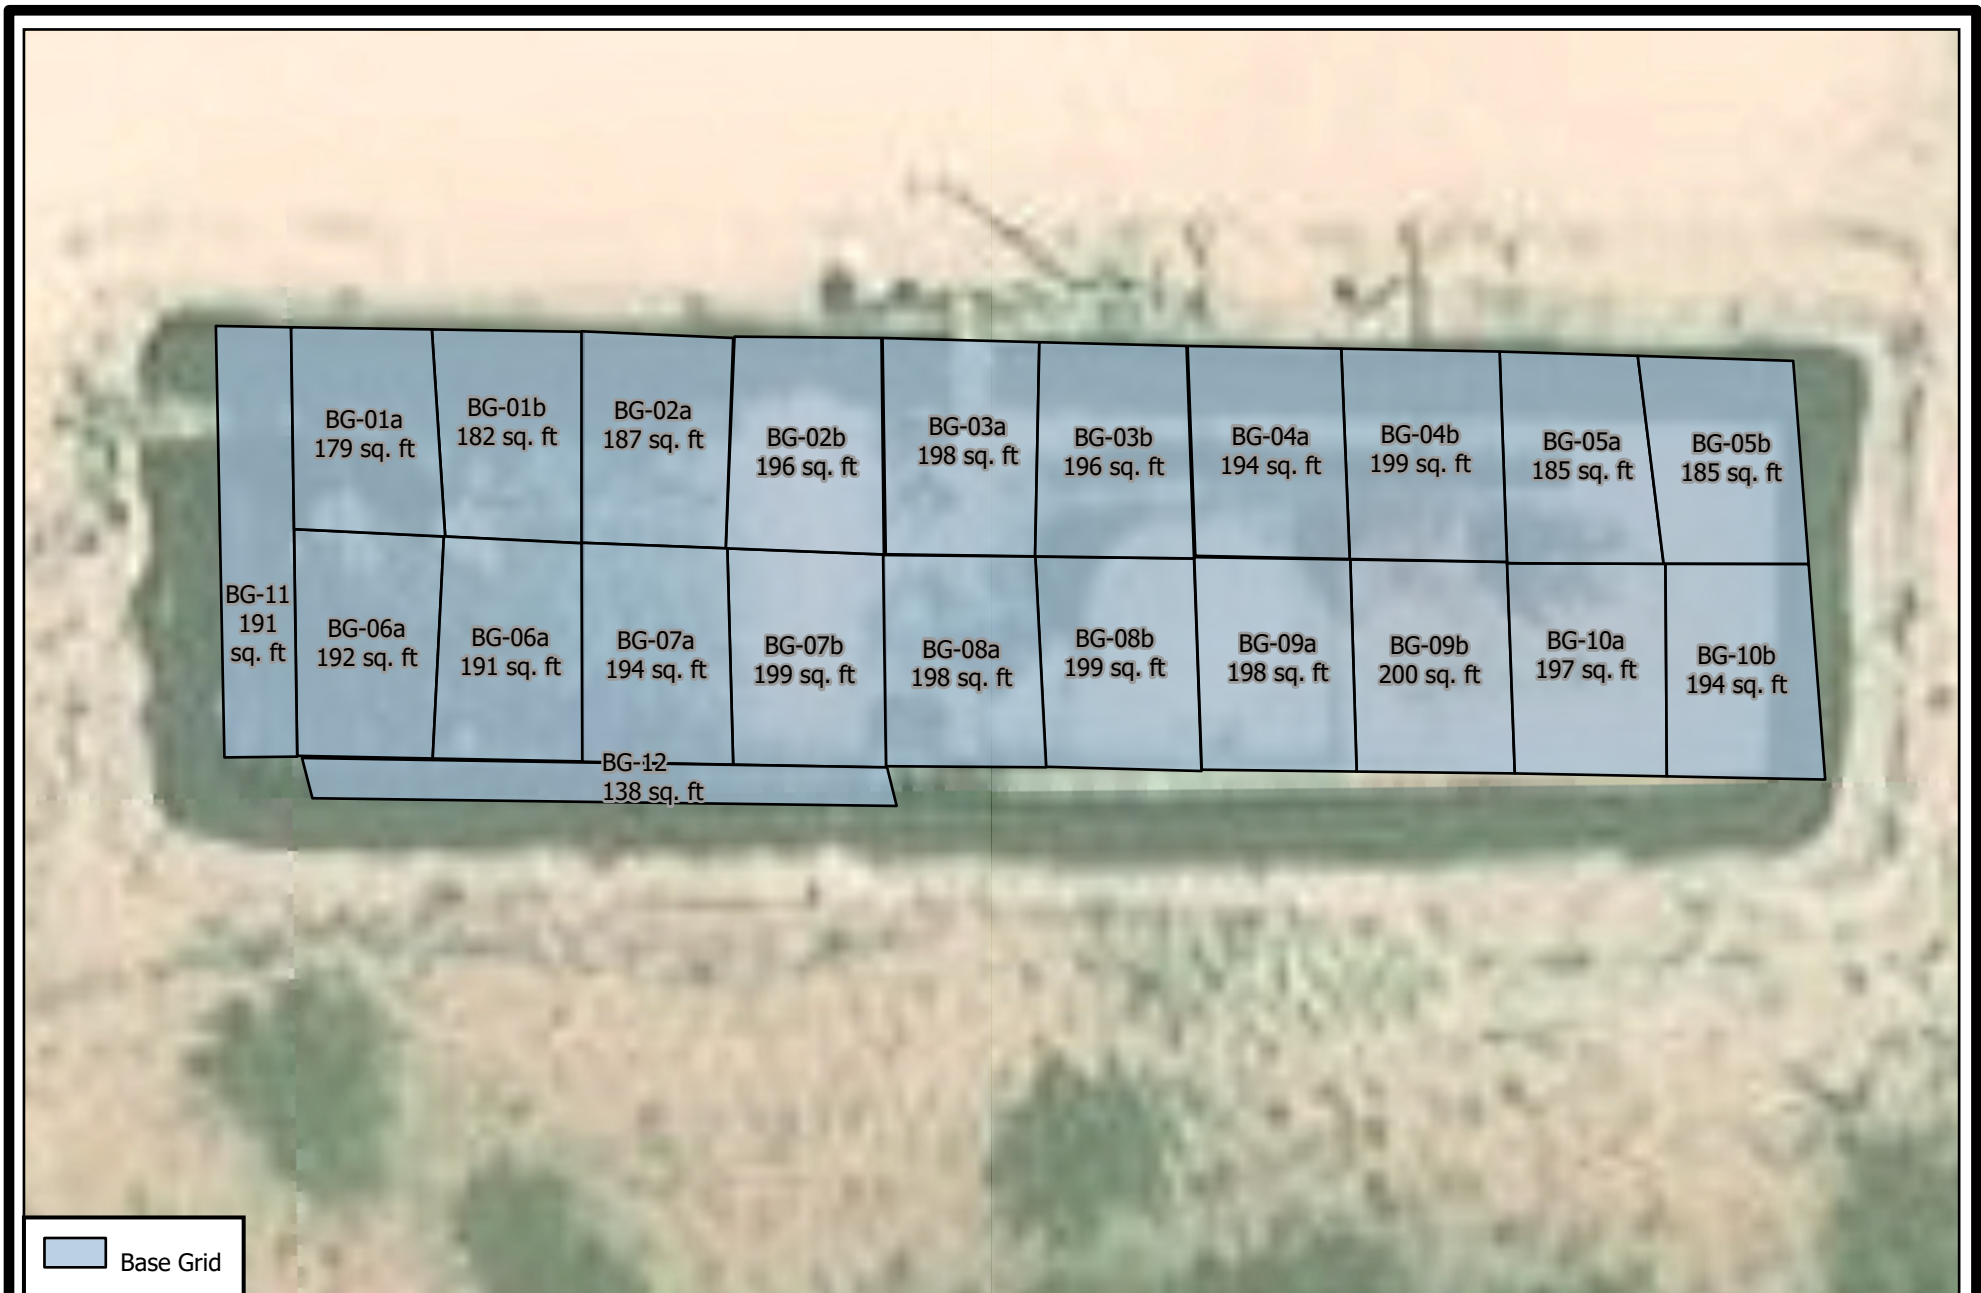 BG-01a
179 sq. ft
BG-01b
182 sq. ft
BG-02a
187 sq. ft
BG-02b
196 sq. ft
BG-03a
198 sq. ft
BG-03b
196 sq. ft
BG-04a
194 sq. ft
BG-04b
199 sq. ft
BG-05a
185 sq. ft
BG-05b
185 sq. ft
BG-11
191
sq. ft
BG-06a
192 sq. ft
BG-06a
191 sq. ft
BG-07a
194 sq. ft
BG-07b
199 sq. ft
BG-08a
198 sq. ft
BG-08b
199 sq. ft
BG-09a
198 sq. ft
BG-09b
200 sq. ft
BG-10a
197 sq. ft
BG-10b
194 sq. ft
BG-12
138 sq. ft
Base Grid